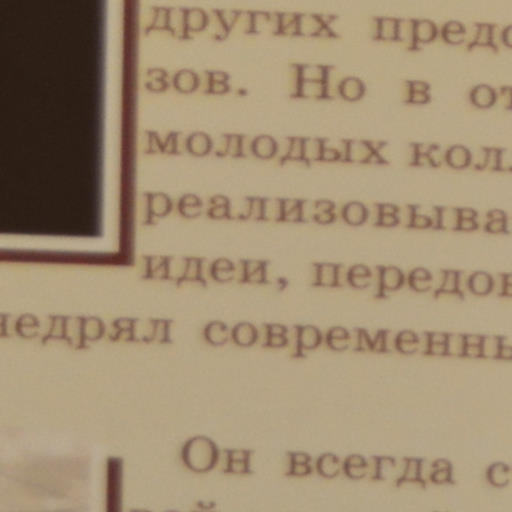 других предс
зов. Но в от
молодых кол
реализовыва
идеи, передов
недрял современны
Он всегда с